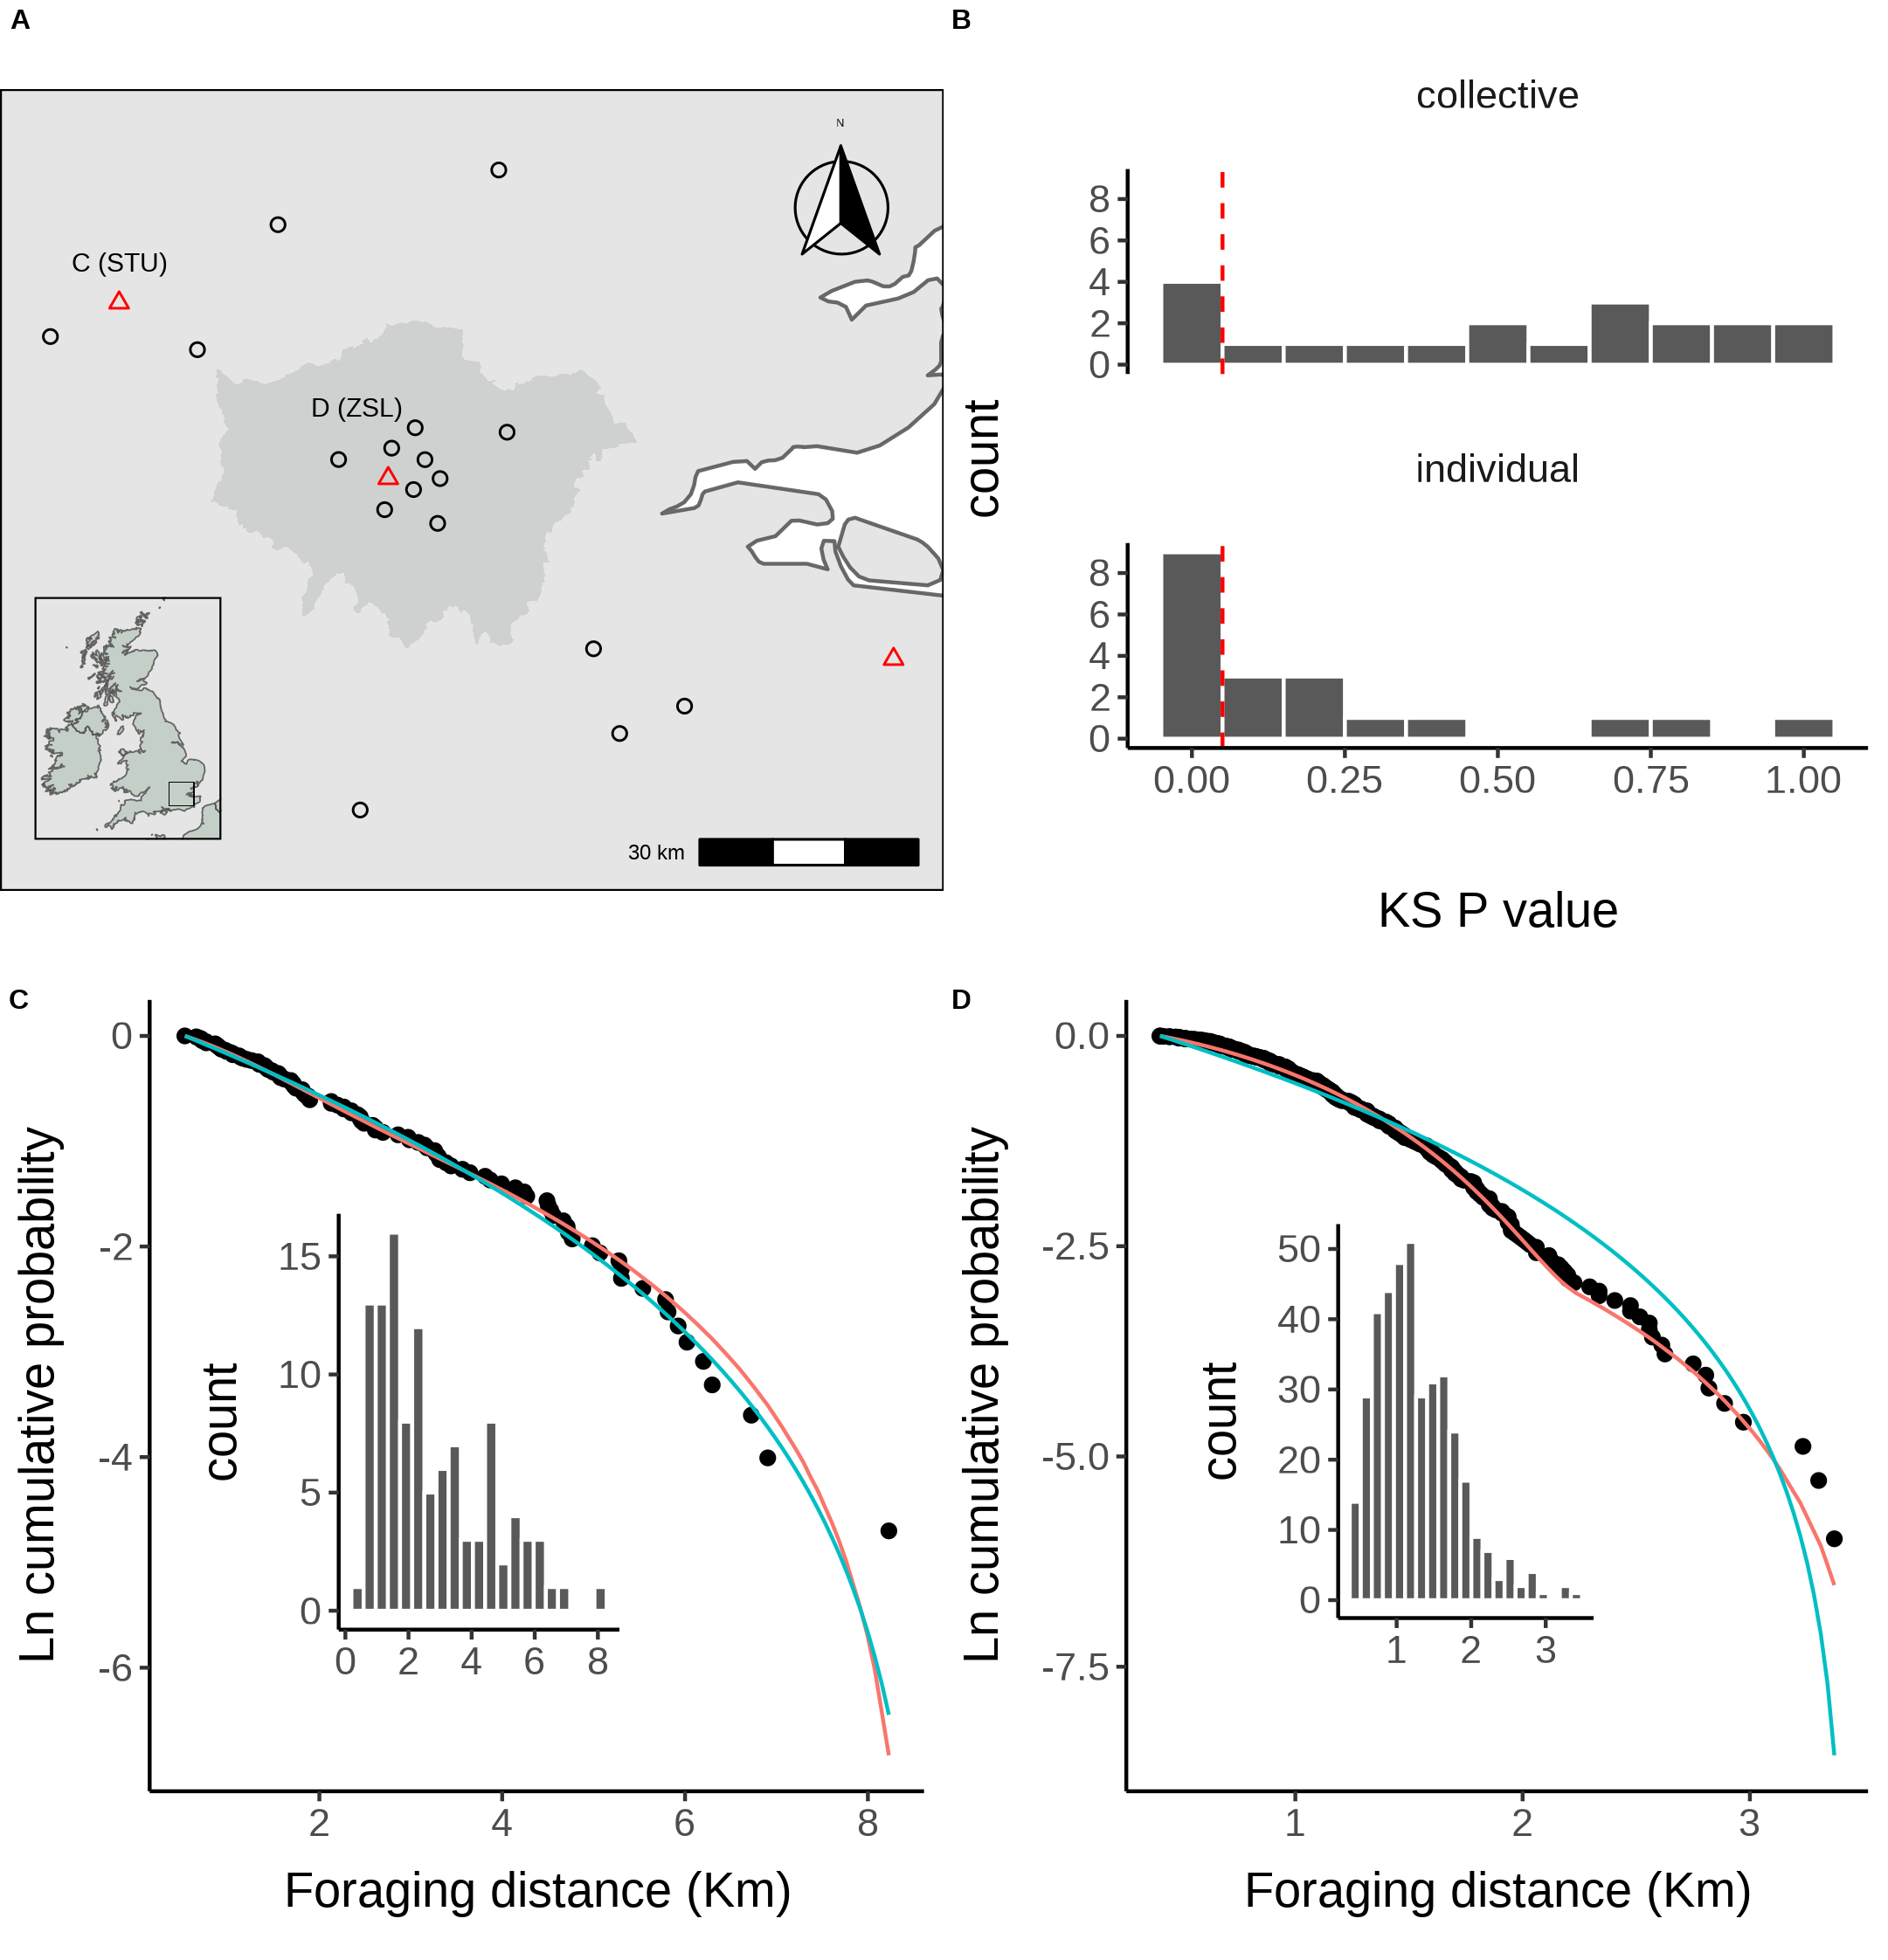 A
N
C (STU)
D (ZSL)
30 km
B
collective
8
6
4
2
0
individual
8
6
4
2
0
count
0.00 0.25 0.50 0.75 1.00
KS P value
C
0
-2
-4
-6
Ln cumulative probability
2 4 6 8
Foraging distance (Km)
15
10
5
0
count
0 2 4 6 8
D
0.0
-2.5
-5.0
-7.5
Ln cumulative probability
1 2 3
Foraging distance (Km)
50
40
30
20
10
0
count
1 2 3